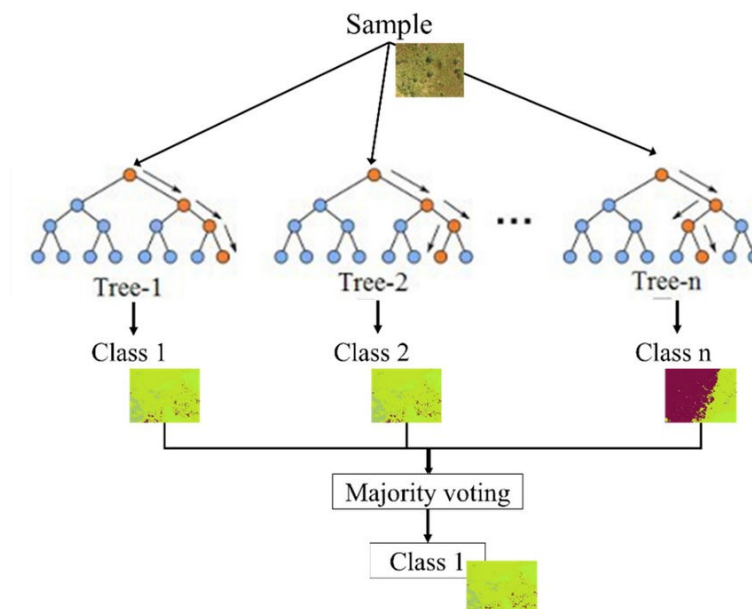 Sample
...
Tree-1
Tree-2
Tree-n
Class 1
Class 2
Class n
Majority voting
Class 1